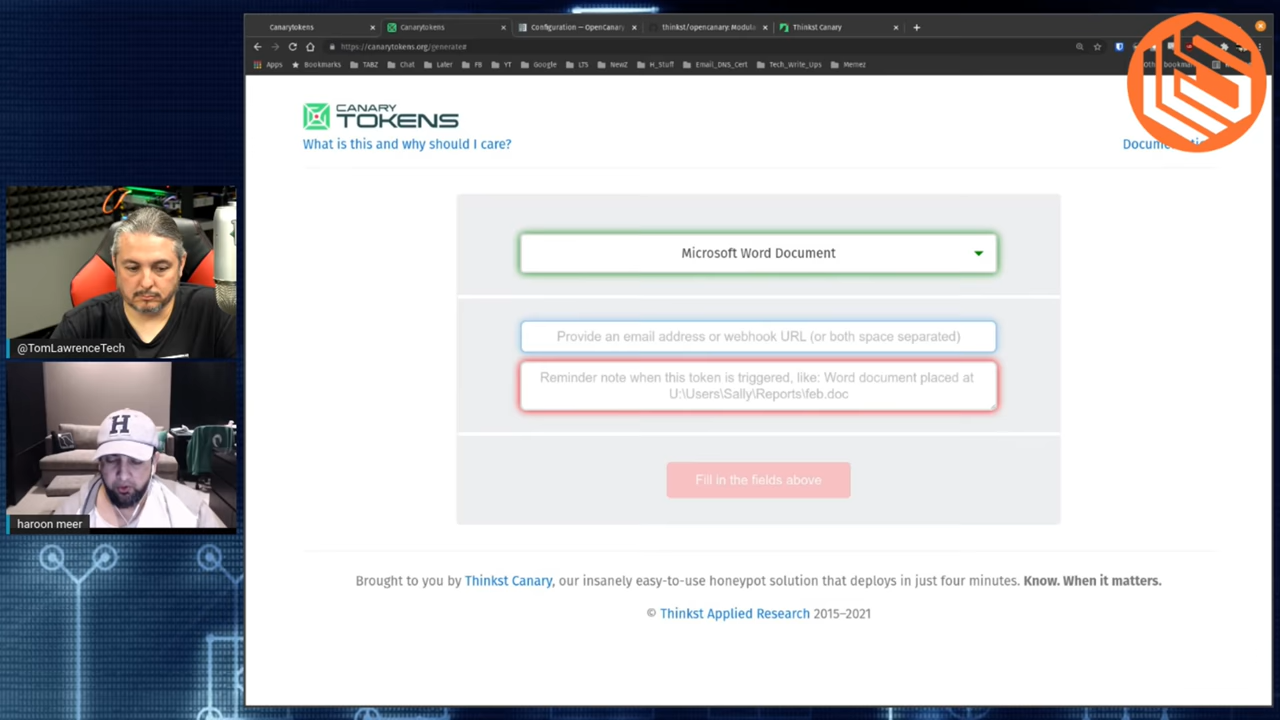 Canarytokens
Canarytokens
Configuration — OpenCanary
thinkst/opencanary: Modula
Thinkst Canary
https://canarytokens.org/generate#
Apps
Bookmarks
TABZ
Chat
Later
FB
YT
Google
LTS
NewZ
H_Stuff
Email_DNS_Cert
Tech_Write_Ups
Memez
CANARY
TOKENS
What is this and why should I care?
Microsoft Word Document
Provide an email address or webhook URL (or both space separated)
Reminder note when this token is triggered, like: Word document placed at
U:\Users\Sally\Reports\feb.doc
Fill in the fields above
Brought to you by Thinkst Canary, our insanely easy-to-use honeypot solution that deploys in just four minutes. Know. When it matters.
© Thinkst Applied Research 2015–2021
@TomLawrenceTech
H
haroon meer